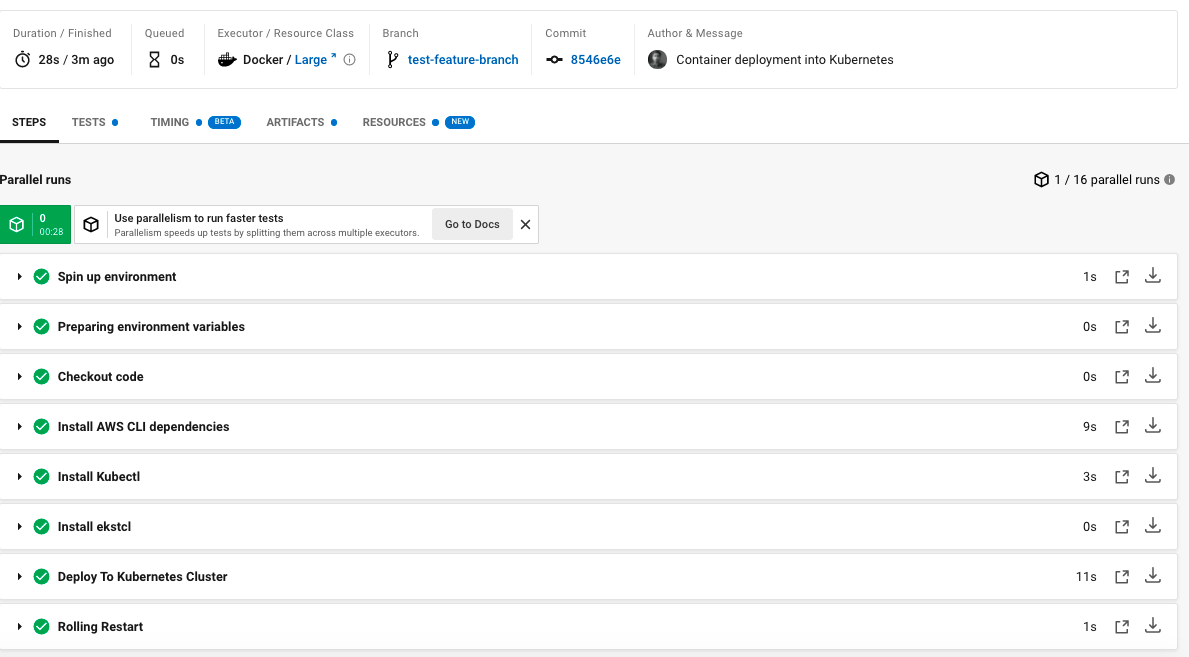 Duration / Finished
28s / 3m ago
Queued
0s
Executor / Resource Class
Docker / Large
Branch
test-feature-branch
Commit
8546e6e
Author & Message
Container deployment into Kubernetes
STEPS
TESTS
TIMING
BETA
ARTIFACTS
RESOURCES
NEW
Parallel runs
1 / 16 parallel runs
0
00:28
Use parallelism to run faster tests
Parallelism speeds up tests by splitting them across multiple executors.
Go to Docs
Spin up environment 1s
Preparing environment variables 0s
Checkout code 0s
Install AWS CLI dependencies 9s
Install Kubectl 3s
Install ekstcl 0s
Deploy To Kubernetes Cluster 11s
Rolling Restart 1s